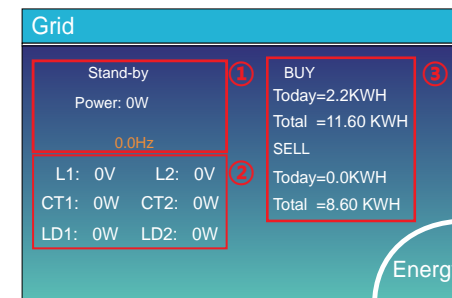 Grid
Stand-by
Power: 0W
0.0Hz
①
L1: 0V L2: 0V
CT1: 0W CT2: 0W
LD1: 0W LD2: 0W
②
BUY
Today=2.2KWH
Total =11.60 KWH
SELL
Today=0.0KWH
Total =8.60 KWH
③
Energ